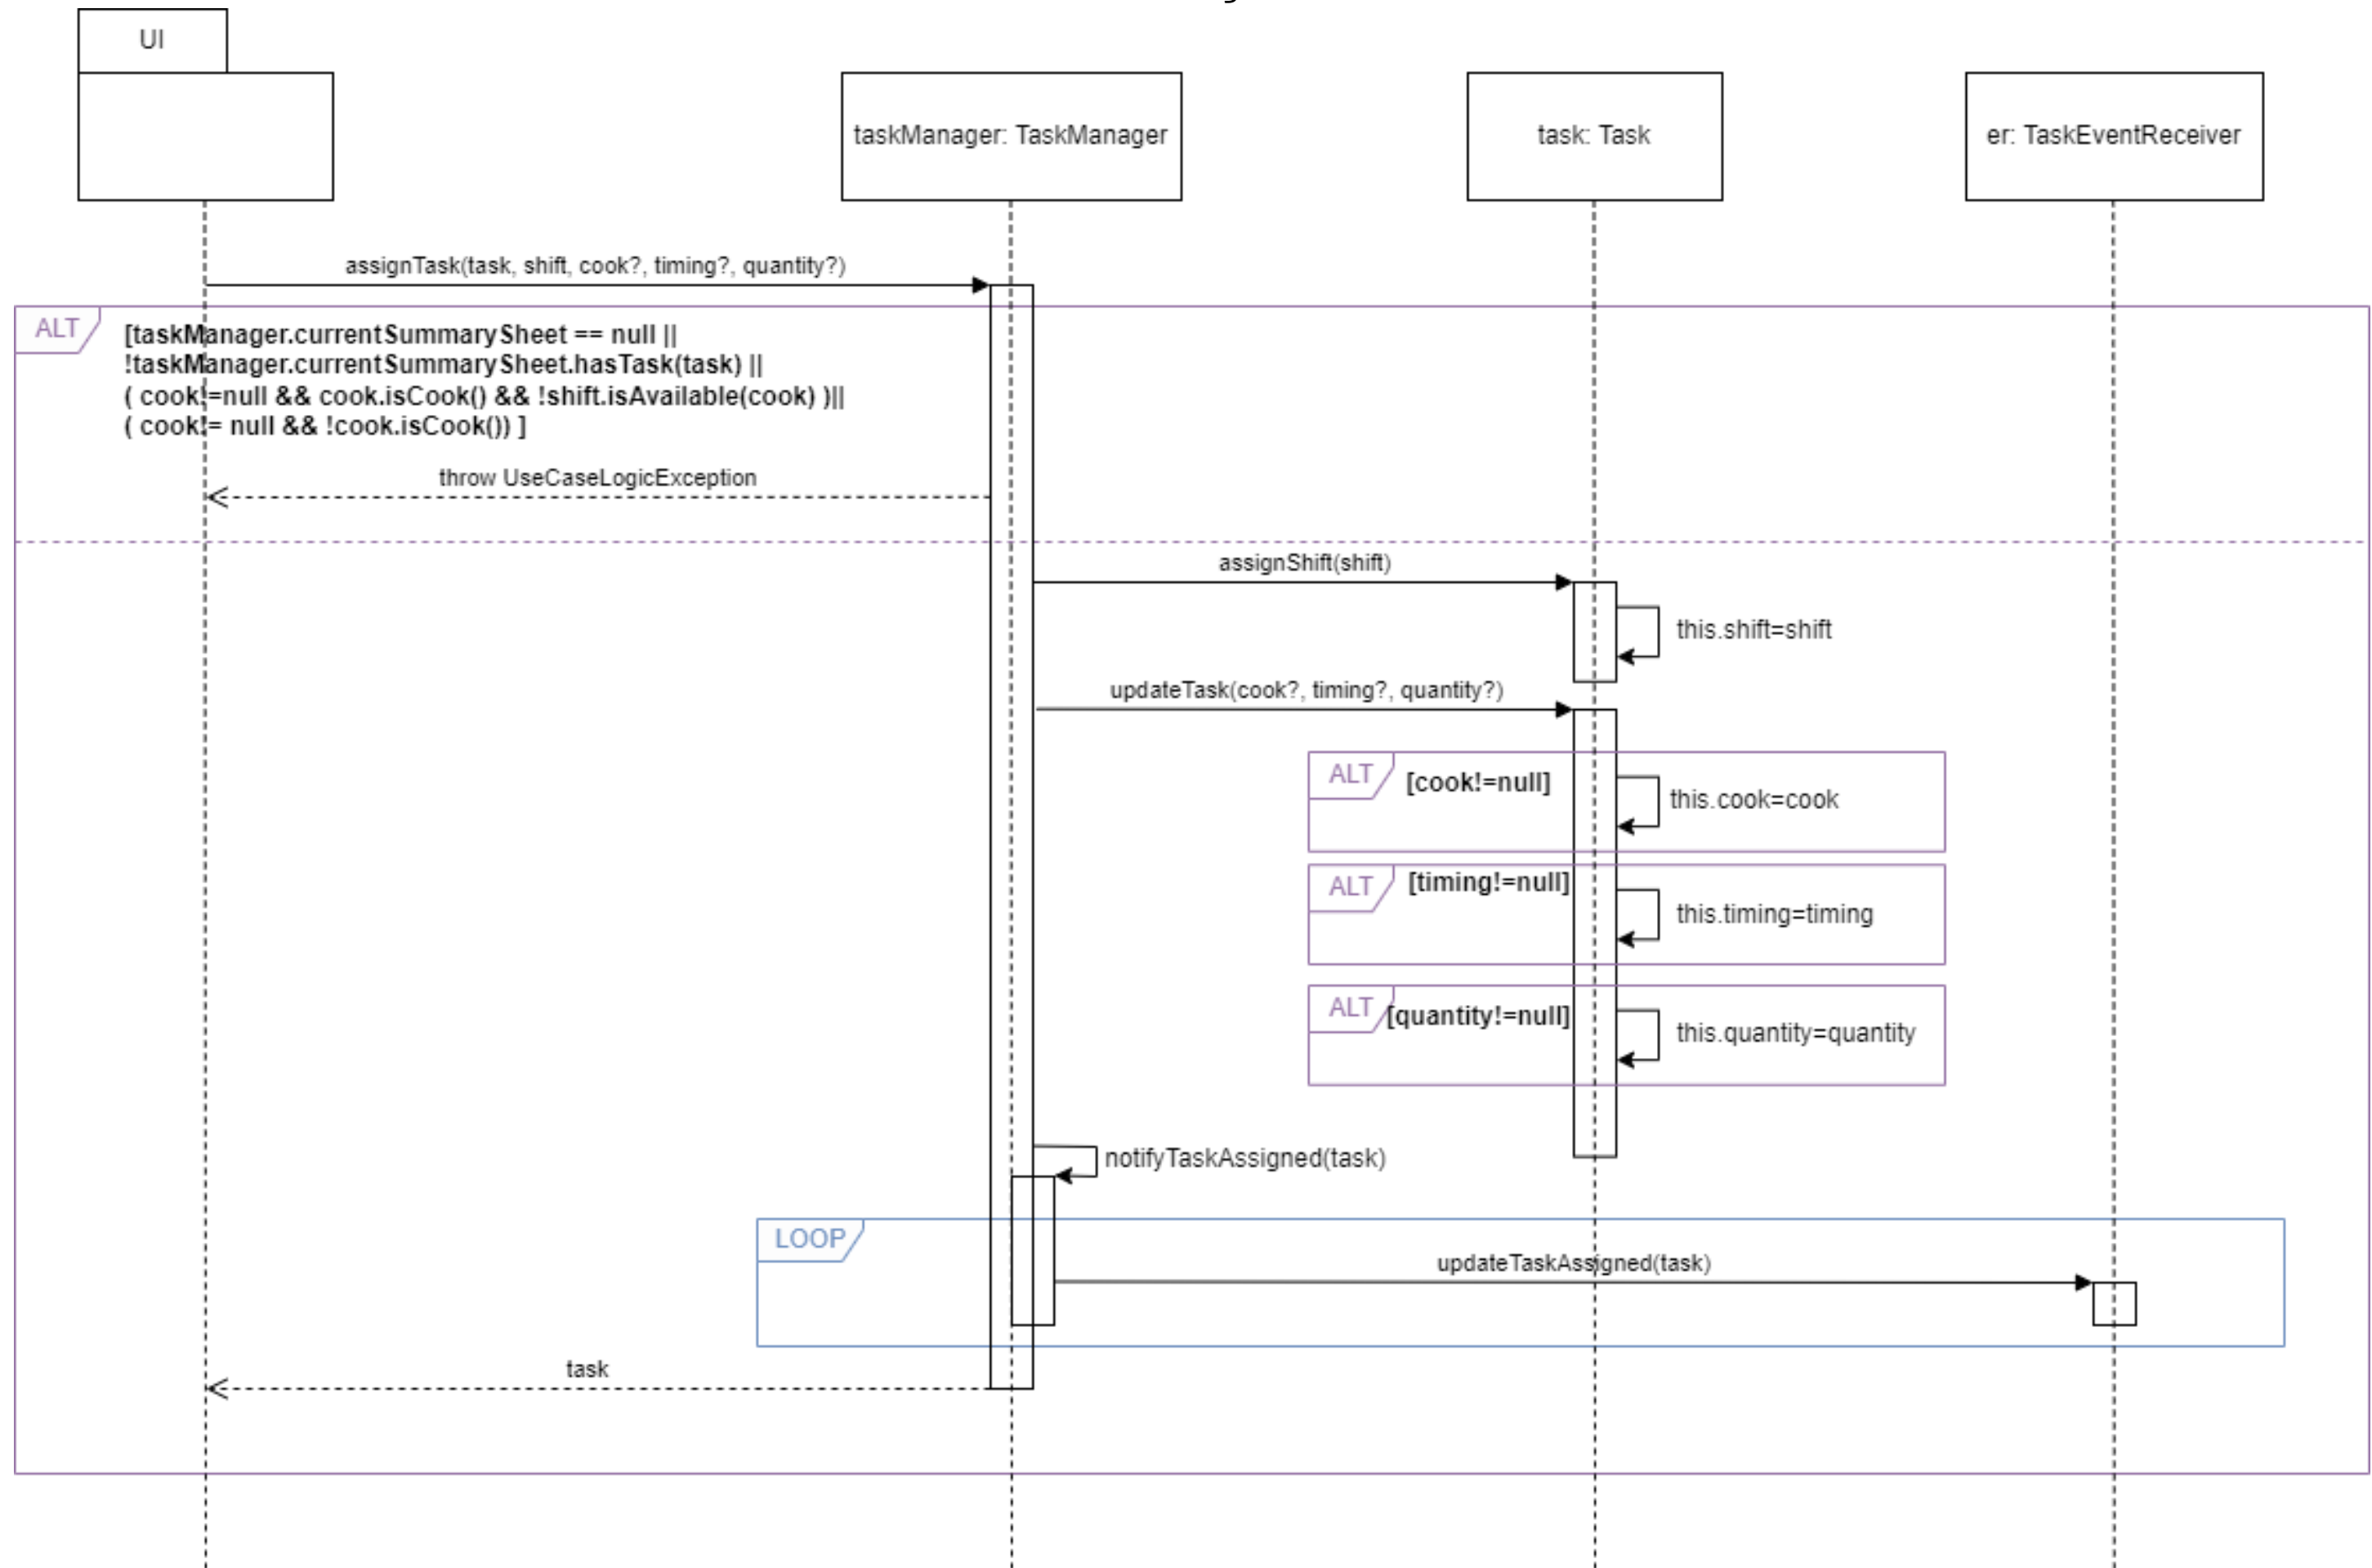 UI
taskManager: TaskManager
task: Task
er: TaskEventReceiver
assignTask(task, shift, cook?, timing?, quantity?)
ALT
[taskManager.currentSummarySheet == null ||
!taskManager.currentSummarySheet.hasTask(task) ||
( cook!=null && cook.isCook() && !shift.isAvailable(cook) )||
( cook!= null && !cook.isCook()) ]
throw UseCaseLogicException
assignShift(shift)
this.shift=shift
updateTask(cook?, timing?, quantity?)
ALT
[cook!=null]
this.cook=cook
ALT
[timing!=null]
this.timing=timing
ALT
[quantity!=null]
this.quantity=quantity
notifyTaskAssigned(task)
LOOP
updateTaskAssigned(task)
task